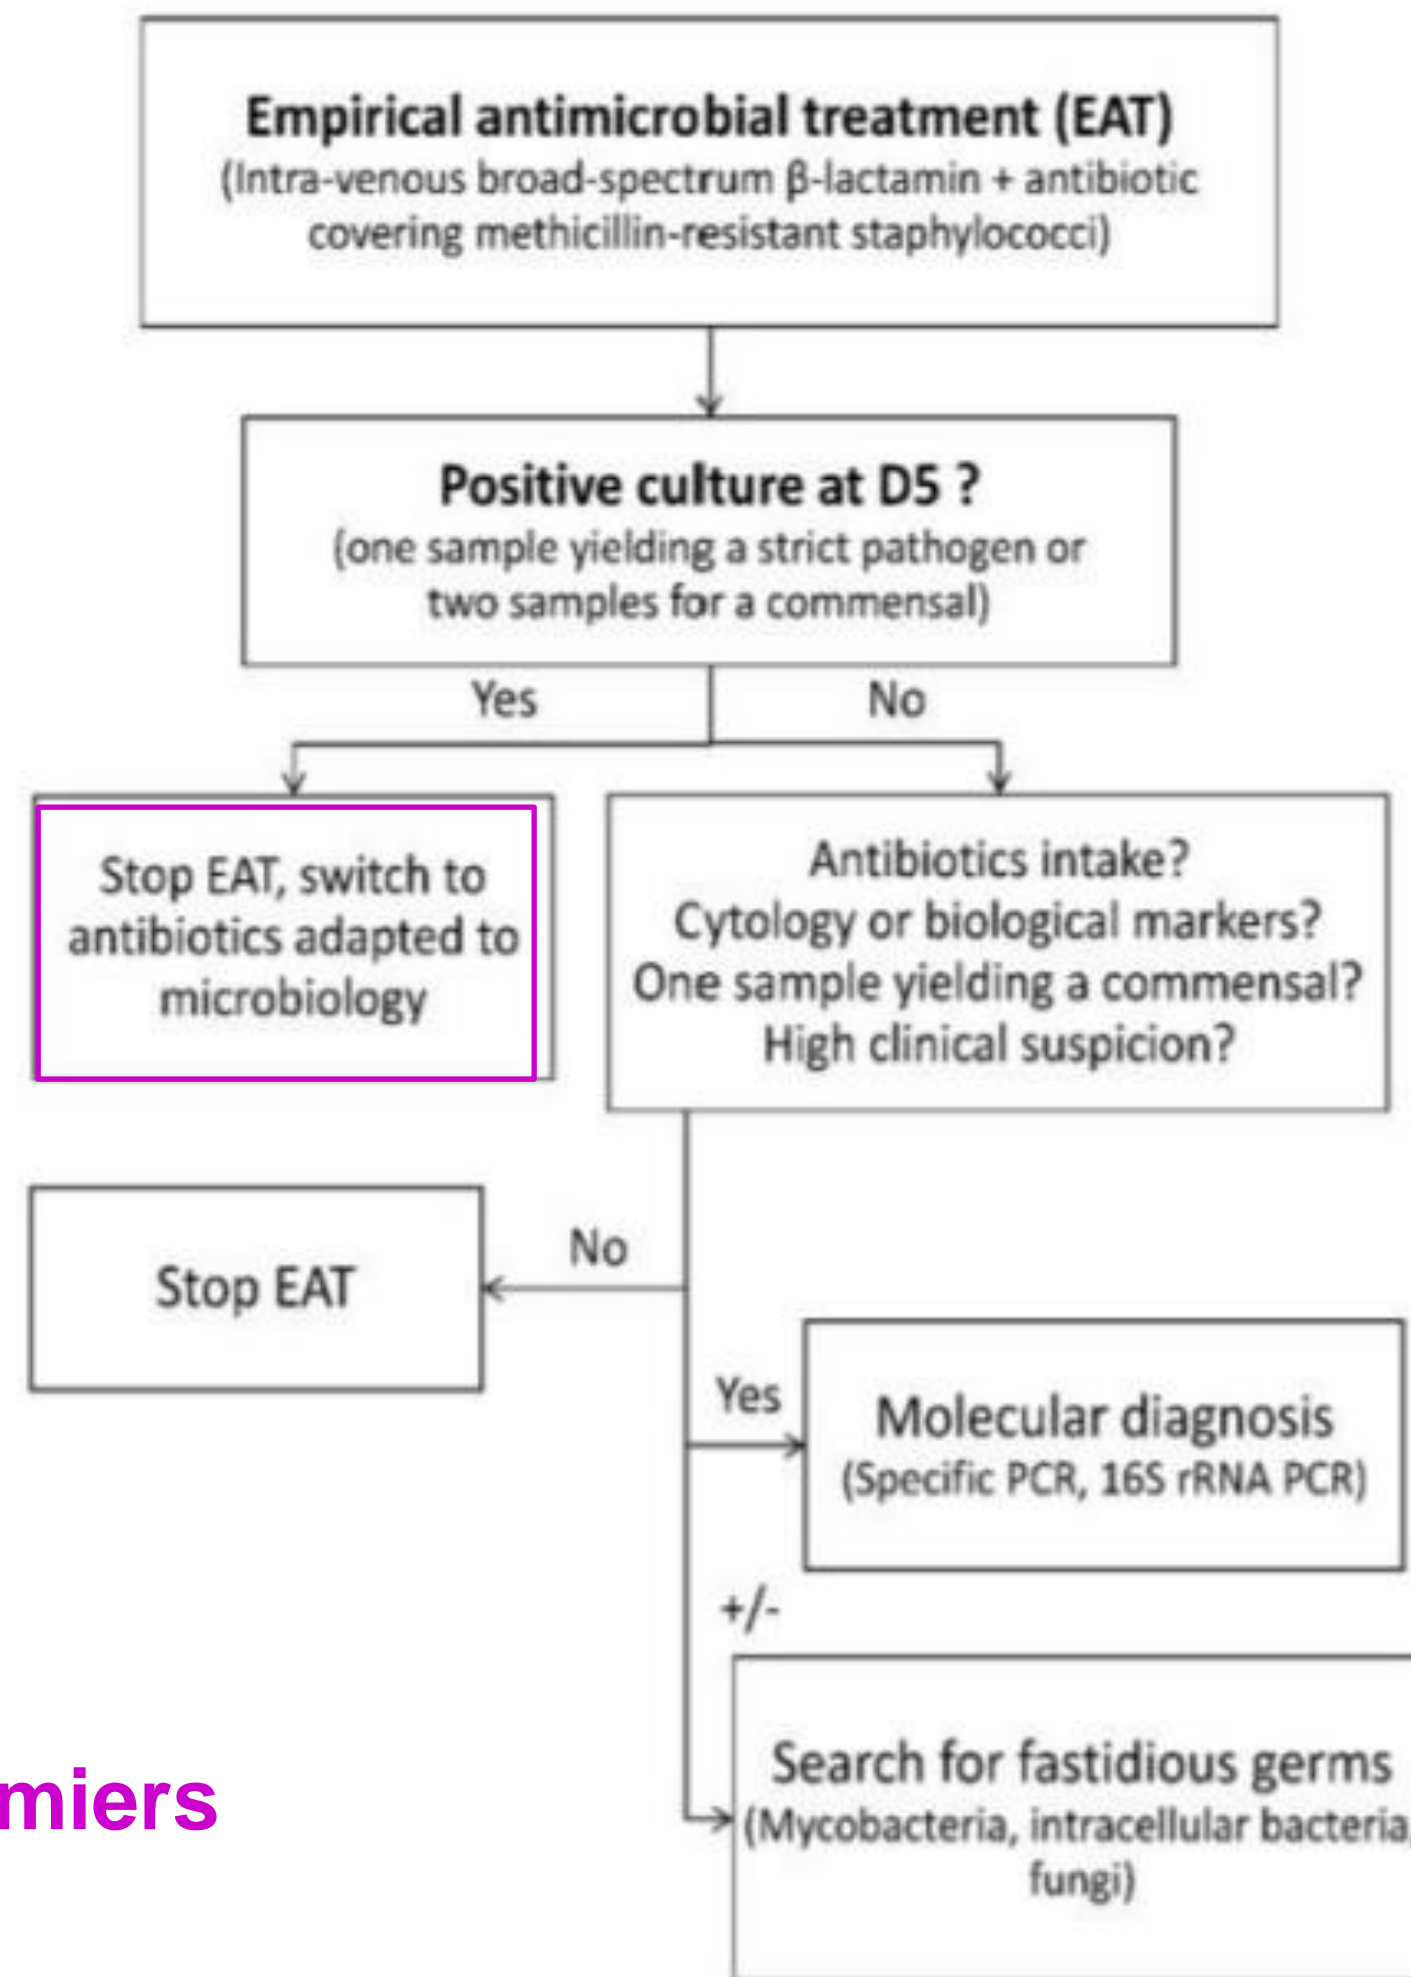 Empirical antimicrobial treatment (EAT)
(Intra-venous broad-spectrum β-lactamin + antibiotic
covering methicillin-resistant staphylococci)
Positive culture at D5 ?
(one sample yielding a strict pathogen or
two samples for a commensal)
Yes
No
Stop EAT, switch to
antibiotics adapted to
microbiology
Antibiotics intake?
Cytology or biological markers?
One sample yielding a commensal?
High clinical suspicion?
No
Stop EAT
Yes
Molecular diagnosis
(Specific PCR, 16S rRNA PCR)
+/-
Search for fastidious germs
(Mycobacteria, intracellular bacteria,
fungi)
miers